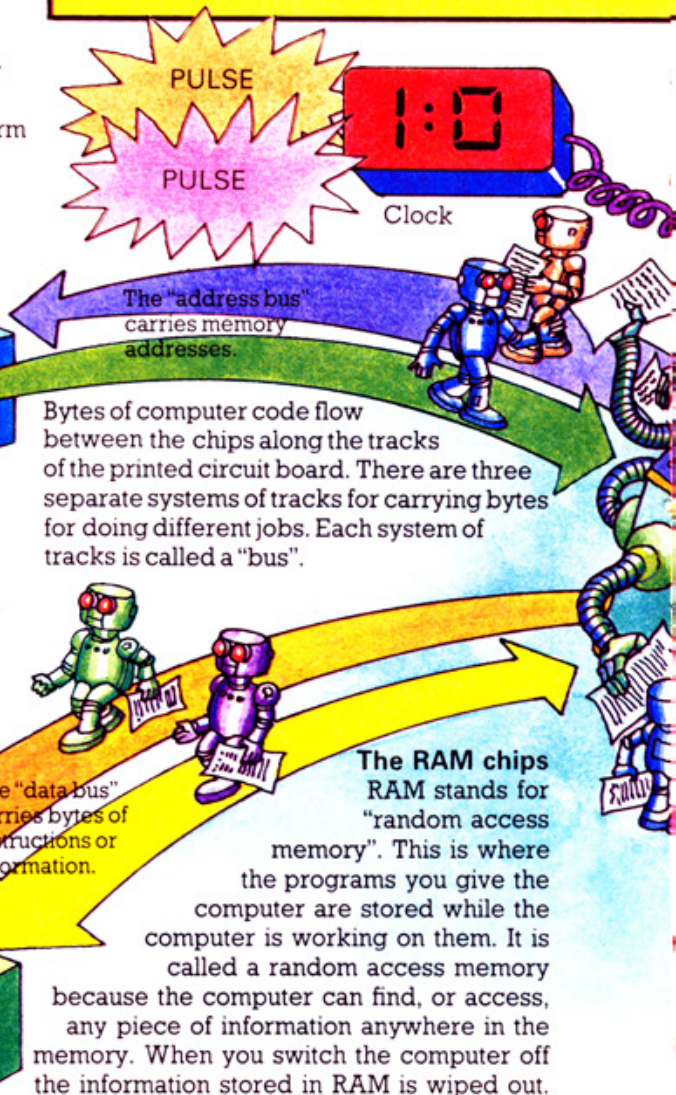 PULSE
PULSE
1:0
Clock
The "address bus"
carries memory
addresses.
Bytes of computer code flow
between the chips along the tracks
of the printed circuit board. There are three
separate systems of tracks for carrying bytes
for doing different jobs. Each system of
tracks is called a "bus".
"data bus"
bytes of
or
The RAM chips
RAM stands for
"random access
memory". This is where
the programs you give the
computer are stored while the
computer is working on them. It is
called a random access memory
because the computer can find, or access,
any piece of information anywhere in the
memory. When you switch the computer off
the information stored in RAM is wiped out.